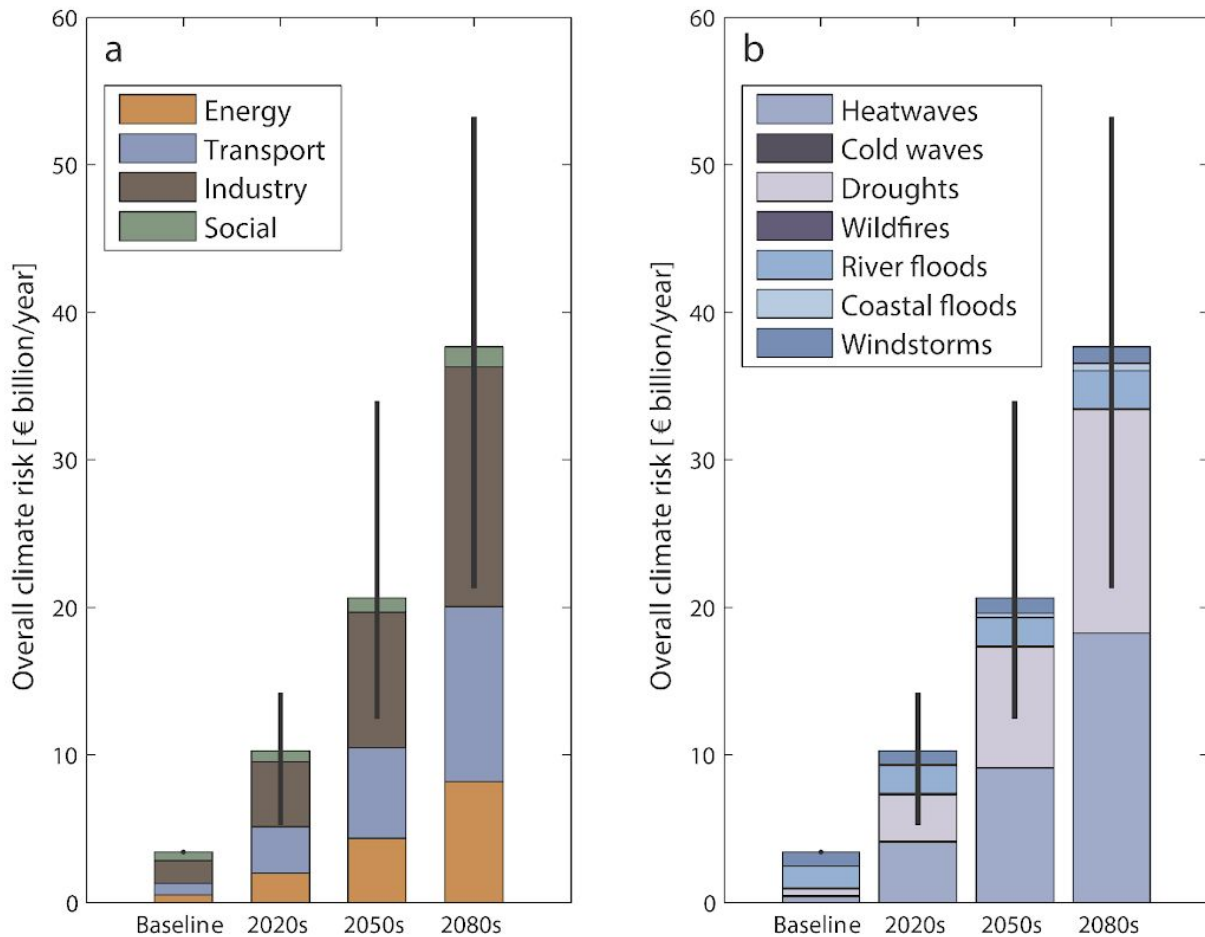 a
Energy
Transport
Industry
Social
Overall climate risk [€ billion/year]
60
50
40
30
20
10
0
Baseline 2020s 2050s 2080s
b
Heatwaves
Cold waves
Droughts
Wildfires
River floods
Coastal floods
Windstorms
Overall climate risk [€ billion/year]
60
50
40
30
20
10
0
Baseline 2020s 2050s 2080s